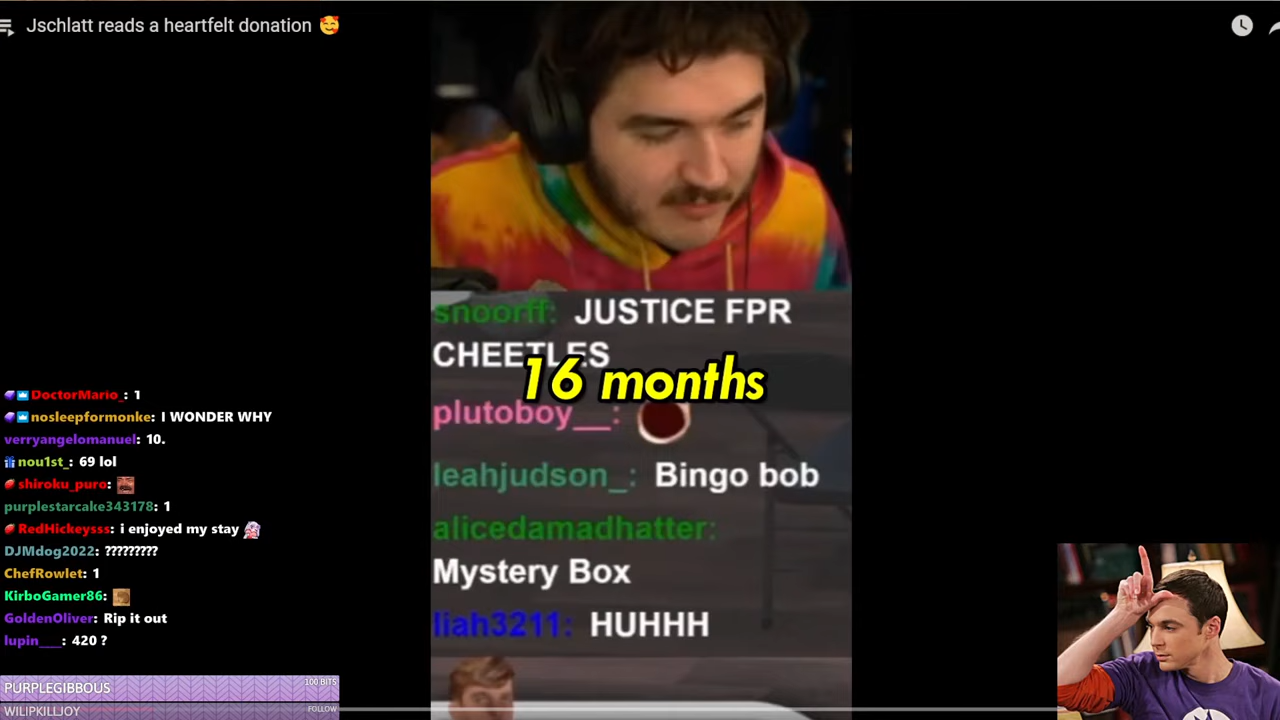 Jschlatt reads a heartfelt donation 🥰
snoorff: JUSTICE FPR
CHEETLES
16 months
plutoboy__:
leahjudson_: Bingo bob
alicedamadhatter:
Mystery Box
liah3211: HUHHH
DoctorMario_: 1
nosleepformonke: I WONDER WHY
verryangelomanuel: 10.
nou1st_: 69 lol
shiroku_puro:
purplestarcake343178: 1
RedHickeysss: i enjoyed my stay
DJMdog2022: ?????????
ChefRowlet: 1
KirboGamer86:
GoldenOliver: Rip it out
lupin____: 420 ?
PURPLEGIBBOUS 100 BITS
WILIPKILLJOY FOLLOW